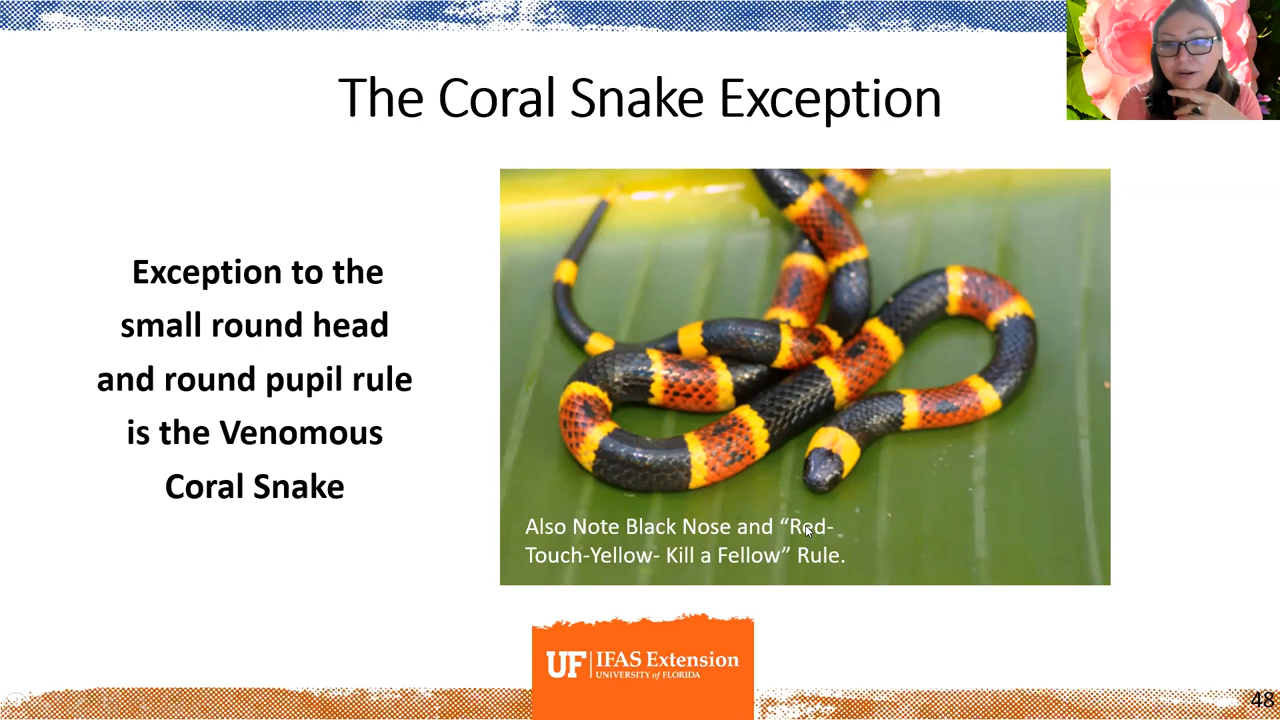 The Coral Snake Exception
Exception to the
small round head
and round pupil rule
is the Venomous
Coral Snake
Also Note Black Nose and “Red-
Touch-Yellow- Kill a Fellow” Rule.
UF IFAS Extension
UNIVERSITY of FLORIDA
48